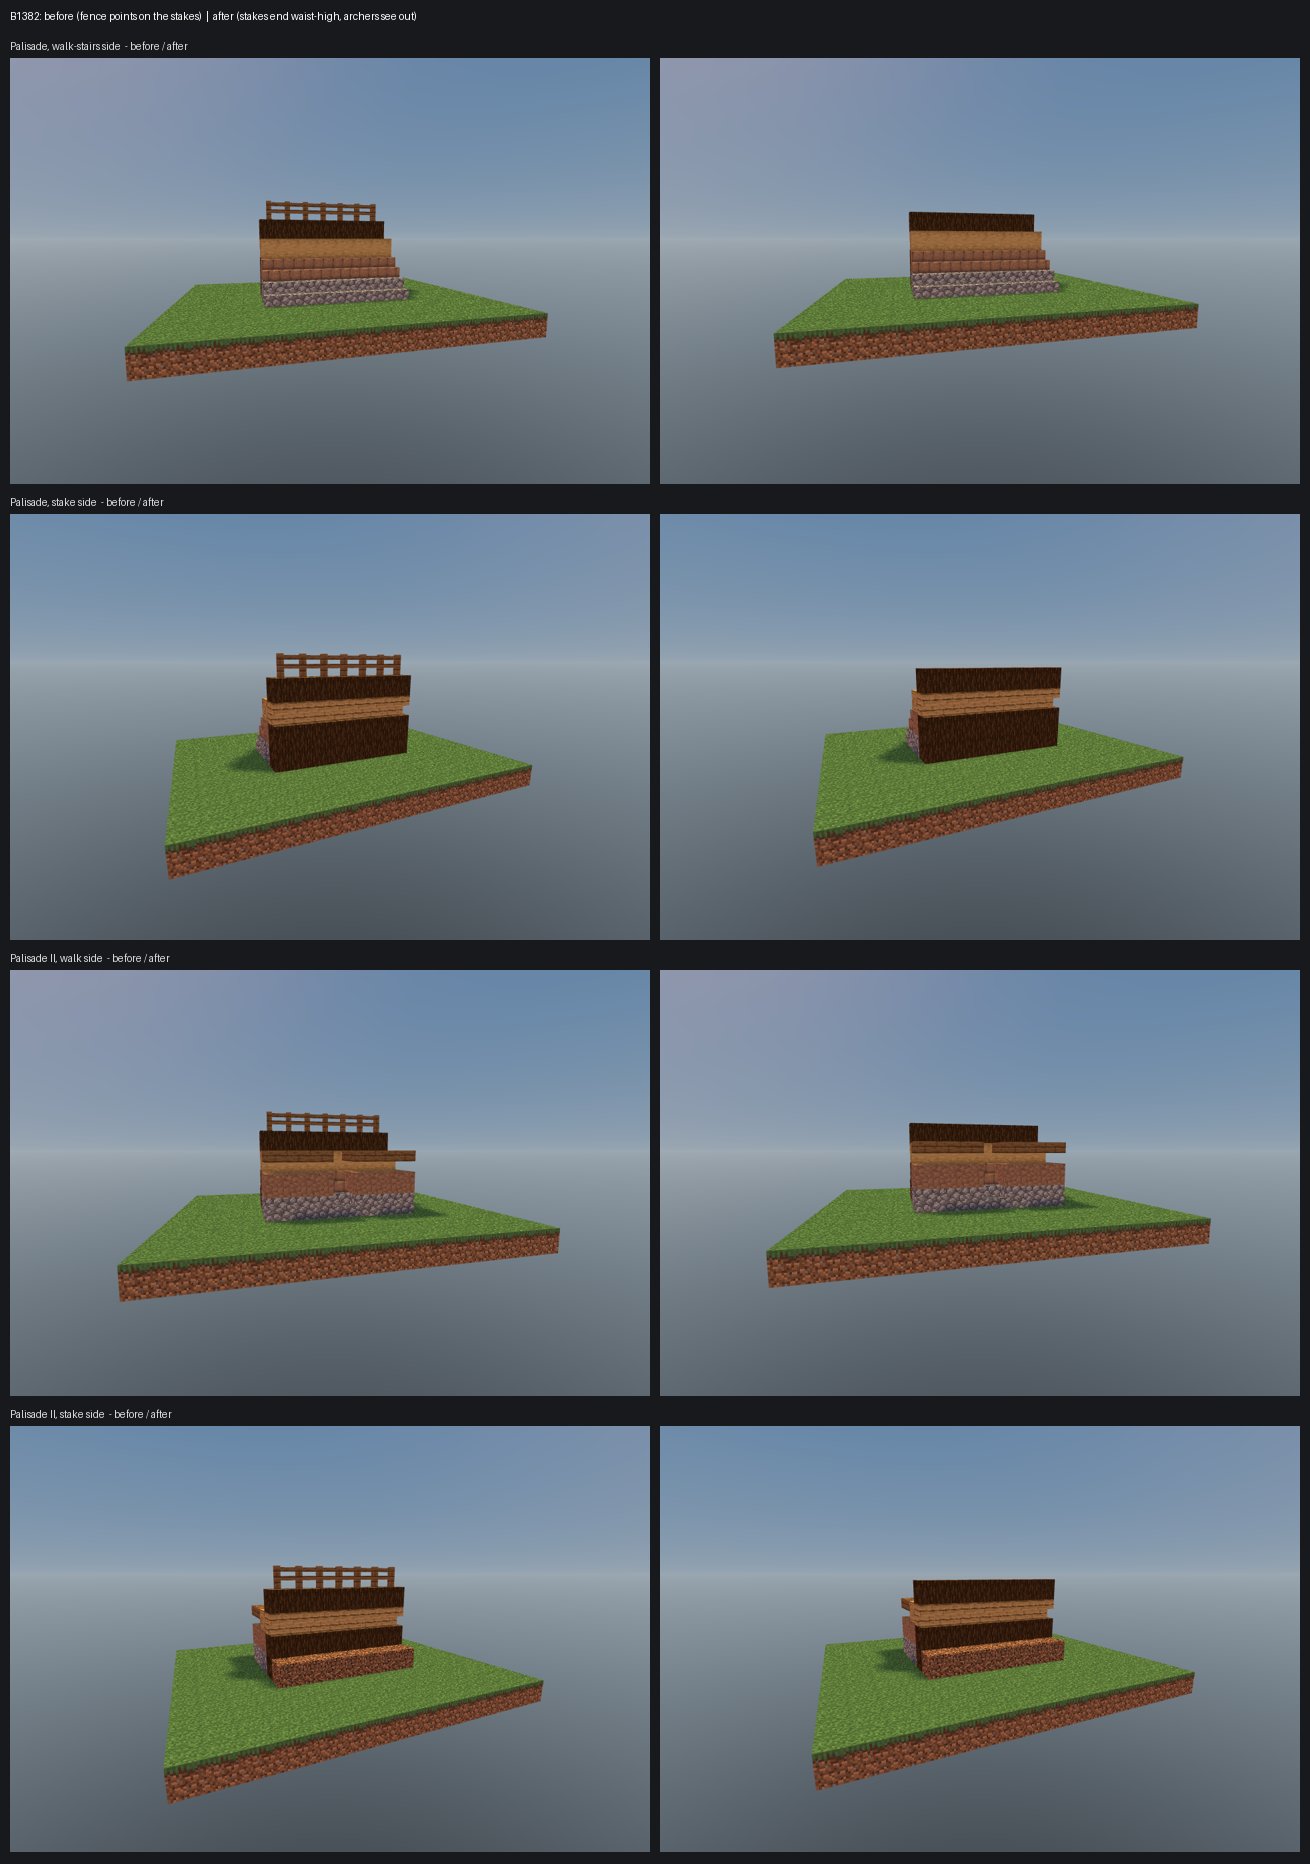 B1382: before (fence points on the stakes) | after (stakes end waist-high, archers see out)
Palisade, walk-stairs side - before / after
Palisade, stake side - before / after
Palisade II, walk side - before / after
Palisade II, stake side - before / after